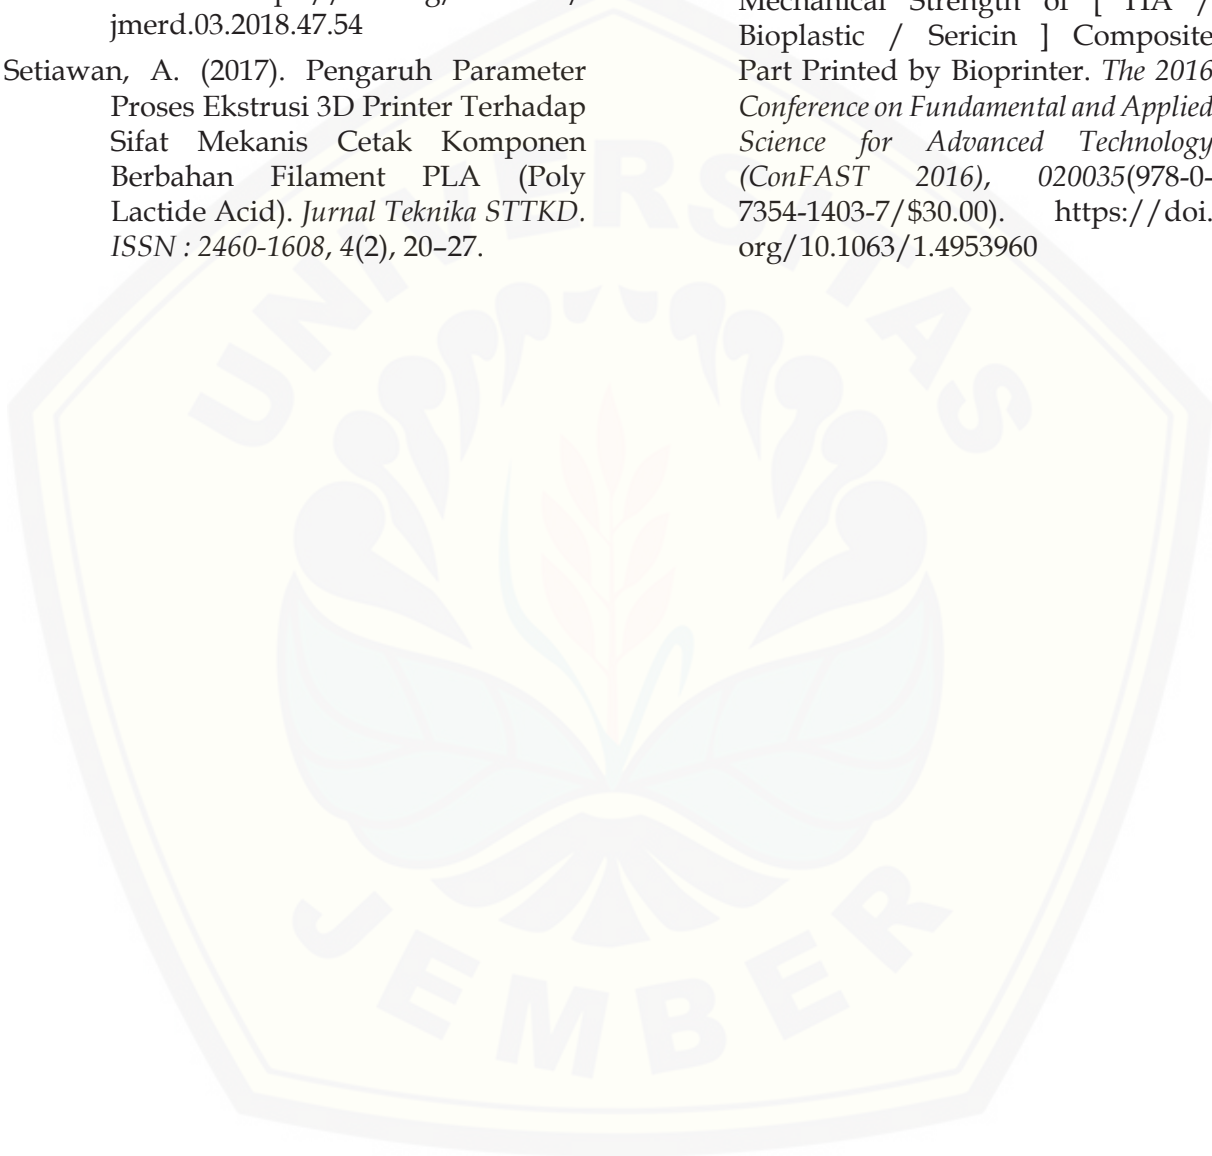 jmerd.03.2018.47.54
Setiawan, A. (2017). Pengaruh Parameter
Proses Ekstrusi 3D Printer Terhadap
Sifat Mekanis Cetak Komponen
Berbahan Filament PLA (Poly
Lactide Acid). Jurnal Teknika STTKD.
ISSN : 2460-1608, 4(2), 20–27.
Mechanical Strength of [ /
Bioplastic / Sericin ] Composite
Part Printed by Bioprinter. The 2016
Conference on Fundamental and Applied
Science for Advanced Technology
(ConFAST 2016), 020035(978-0-
7354-1403-7/$30.00). https://doi.
org/10.1063/1.4953960
UNIVERSITAS
JEMBER